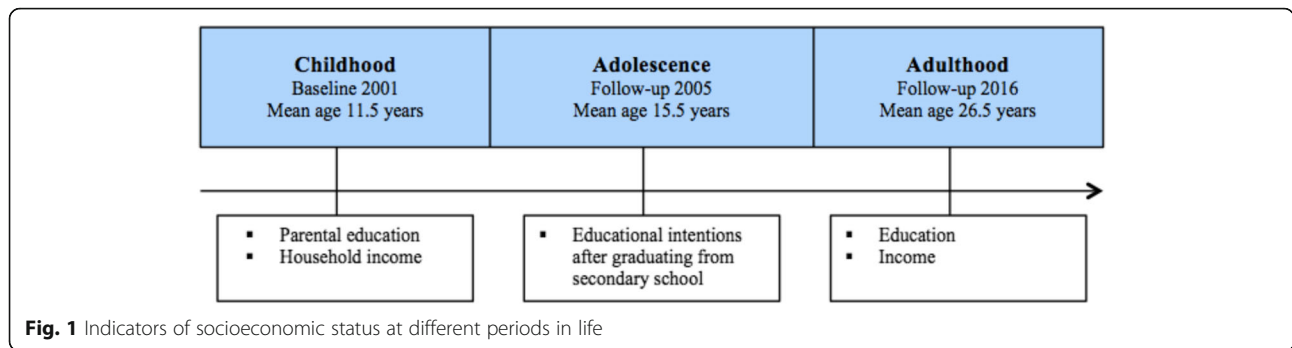 Childhood
Baseline 2001
Mean age 11.5 years
Adolescence
Follow-up 2005
Mean age 15.5 years
Adulthood
Follow-up 2016
Mean age 26.5 years
▪ Parental education
▪ Household income
▪ Educational intentions
after graduating from
secondary school
▪ Education
▪ Income
Fig. 1 Indicators of socioeconomic status at different periods in life